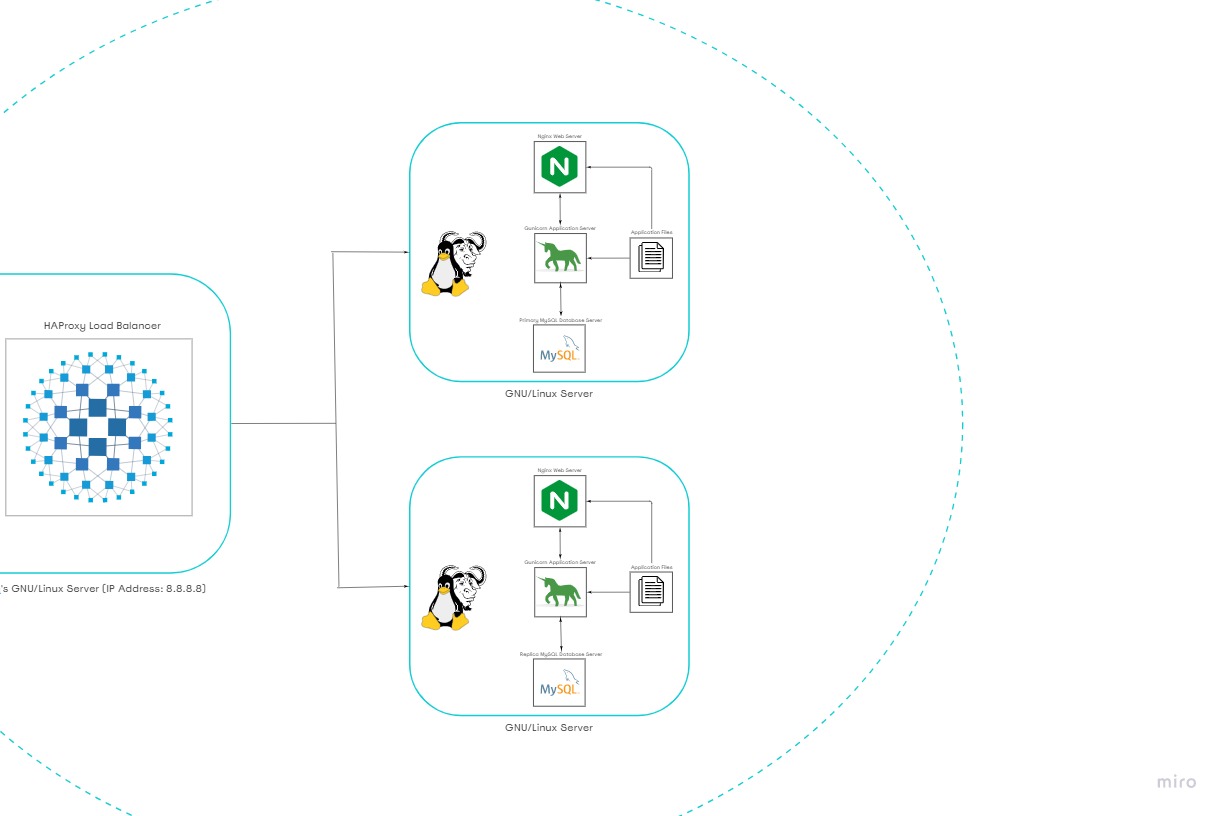 HAProxy Load Balancer
's GNU/Linux Server (IP Address: 8.8.8.8)
Nginx Web Server
N
Gunicorn Application Server
Application Files
Primary MySQL Database Server
MySQL
GNU/Linux Server
Nginx Web Server
N
Gunicorn Application Server
Application Files
Replica MySQL Database Server
MySQL
GNU/Linux Server
miro